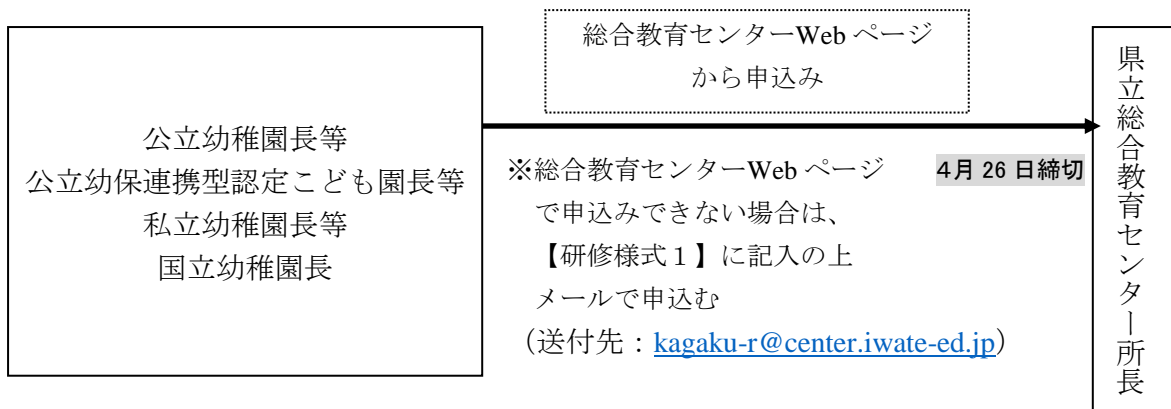 公立幼稚園長等
公立幼保連携型認定こども園長等
私立幼稚園長等
国立幼稚園長
総合教育センターWeb ページ
から申込み
※総合教育センターWeb ページ
4月 26 日締切
で申込みできない場合は、
【研修様式１】に記入の上
メールで申込む
（送付先：kagaku-r@center.iwate-ed.jp）
県立総合教育センター所長